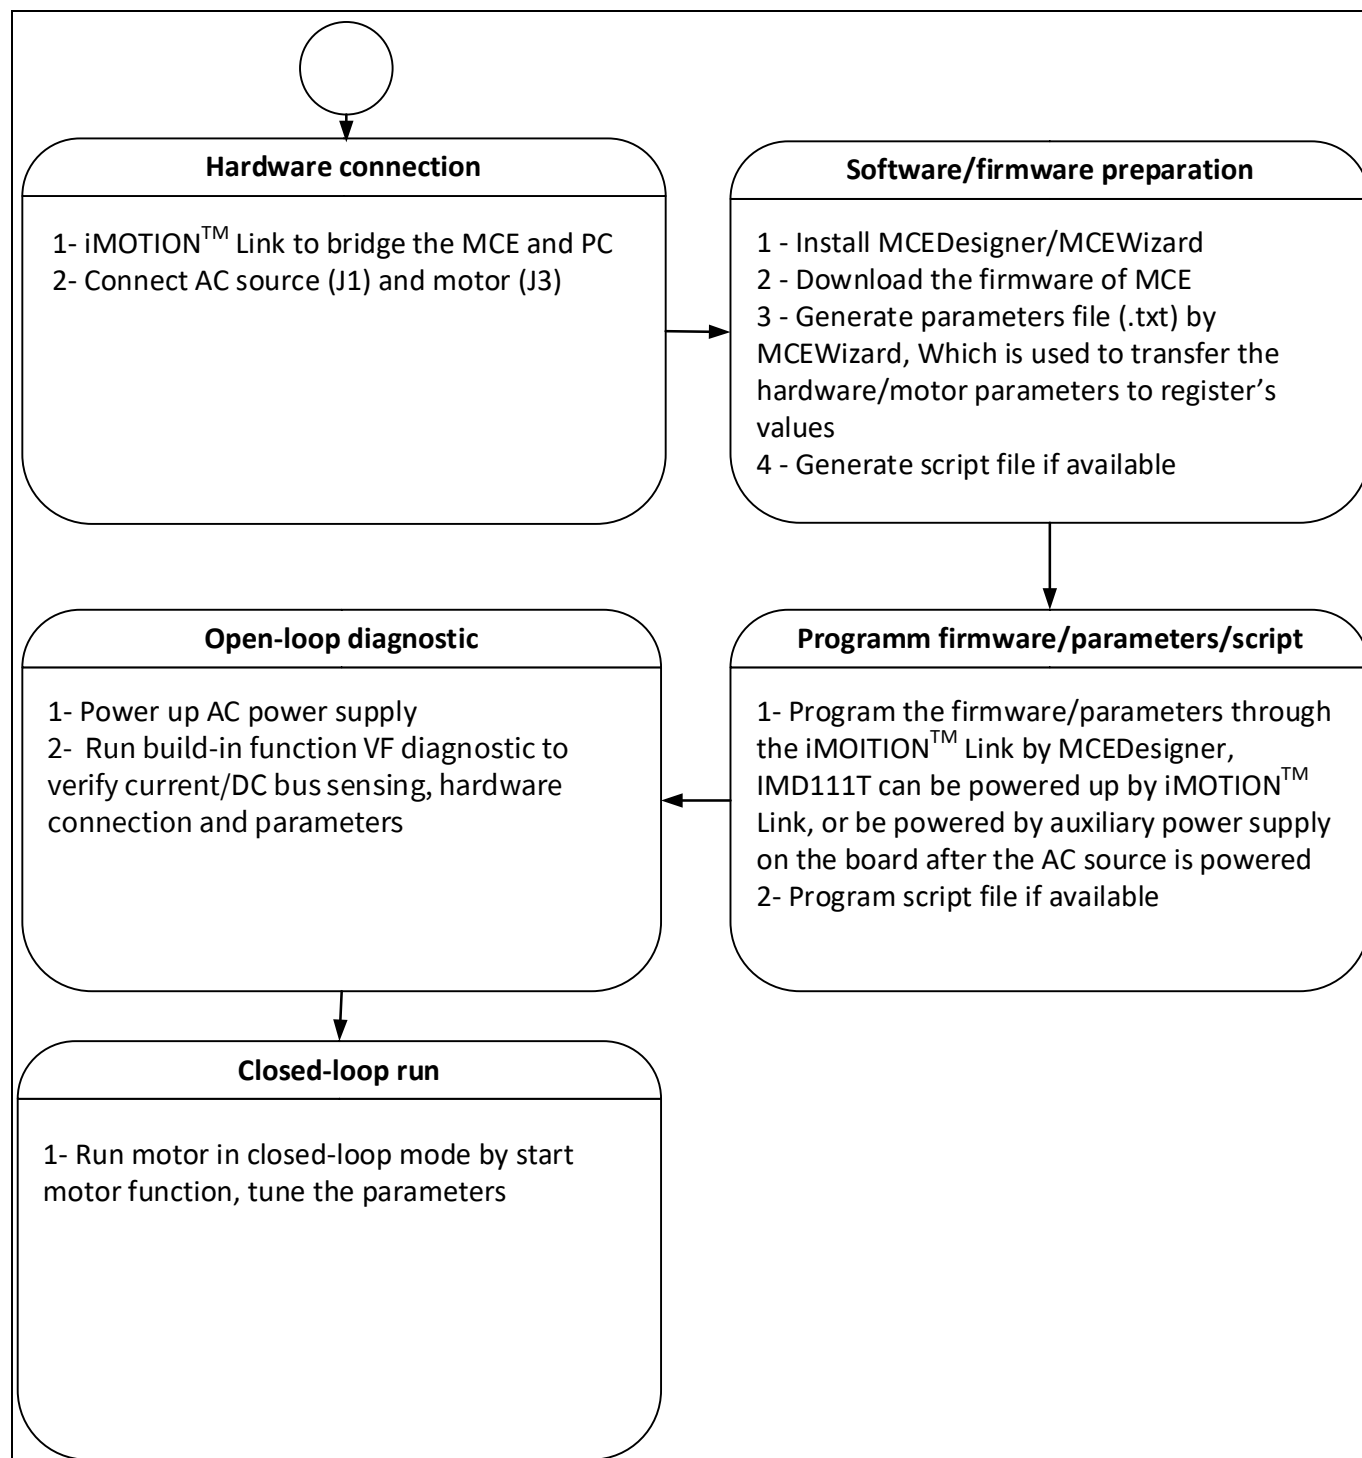 Hardware connection
1- iMOTION™ Link to bridge the MCE and PC
2- Connect AC source (J1) and motor (J3)
Software/firmware preparation
1 - Install MCEDesigner/MCEWizard
2 - Download the firmware of MCE
3 - Generate parameters file (.txt) by
MCEWizard, Which is used to transfer the
hardware/motor parameters to register’s
values
4 - Generate script file if available
Programm firmware/parameters/script
1- Program the firmware/parameters through
the iMOITION™ Link by MCEDesigner,
IMD111T can be powered up by iMOTION™
Link, or be powered by auxiliary power supply
on the board after the AC source is powered
2- Program script file if available
Open-loop diagnostic
1- Power up AC power supply
2- Run build-in function VF diagnostic to
verify current/DC bus sensing, hardware
connection and parameters
Closed-loop run
1- Run motor in closed-loop mode by start
motor function, tune the parameters